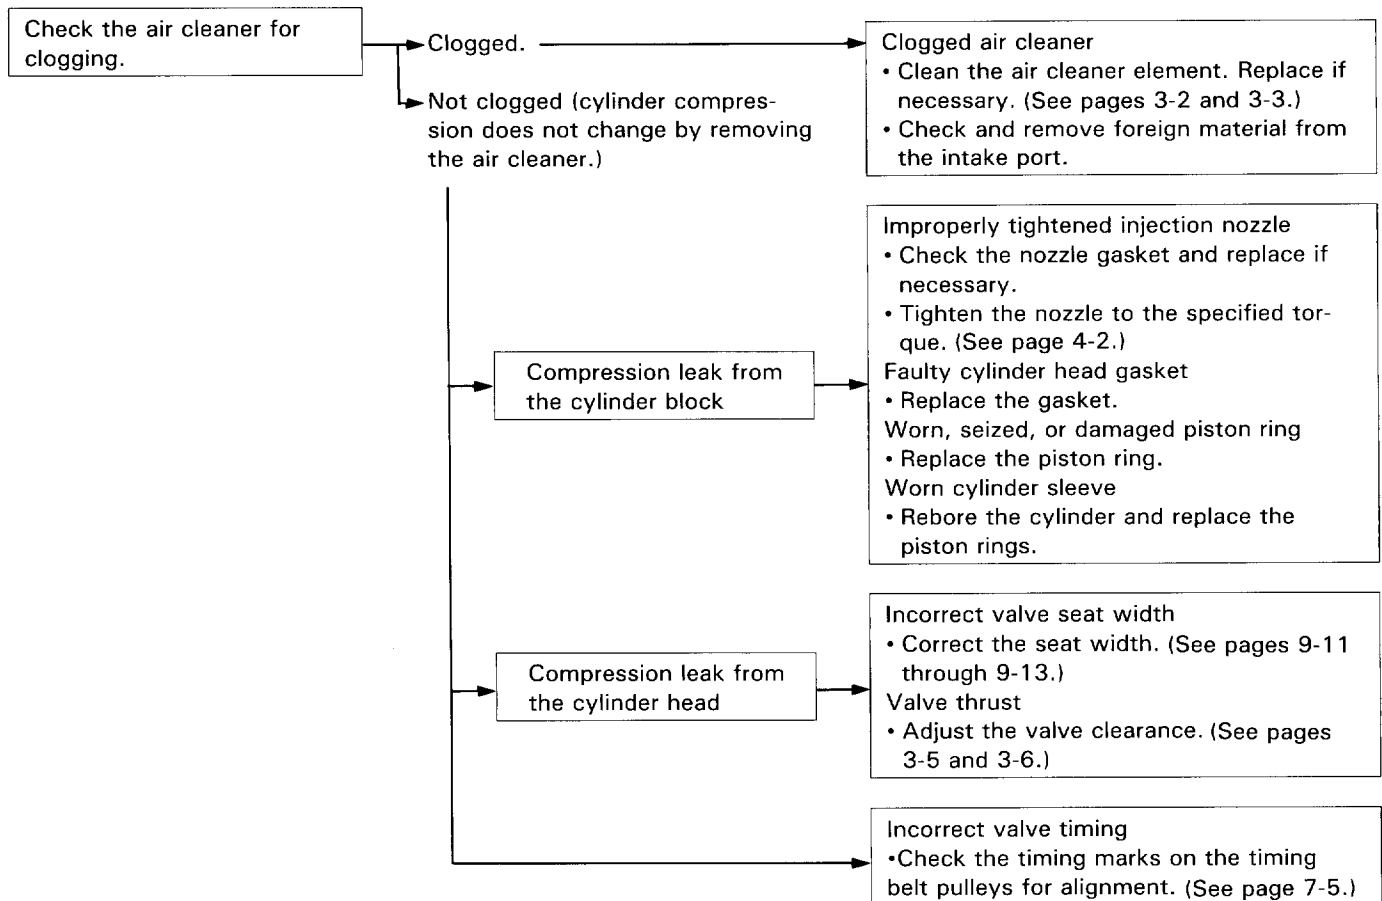 Check the air cleaner for
clogging.
Clogged.
Not clogged (cylinder compres-
sion does not change by removing
the air cleaner.)
Clogged air cleaner
• Clean the air cleaner element. Replace if
necessary. (See pages 3-2 and 3-3.)
• Check and remove foreign material from
the intake port.
Compression leak from
the cylinder block
Improperly tightened injection nozzle
• Check the nozzle gasket and replace if
necessary.
• Tighten the nozzle to the specified tor-
que. (See page 4-2.)
Faulty cylinder head gasket
• Replace the gasket.
Worn, seized, or damaged piston ring
• Replace the piston ring.
Worn cylinder sleeve
• Rebore the cylinder and replace the
piston rings.
Compression leak from
the cylinder head
Incorrect valve seat width
• Correct the seat width. (See pages 9-11
through 9-13.)
Valve thrust
• Adjust the valve clearance. (See pages
3-5 and 3-6.)
Incorrect valve timing
•Check the timing marks on the timing
belt pulleys for alignment. (See page 7-5.)